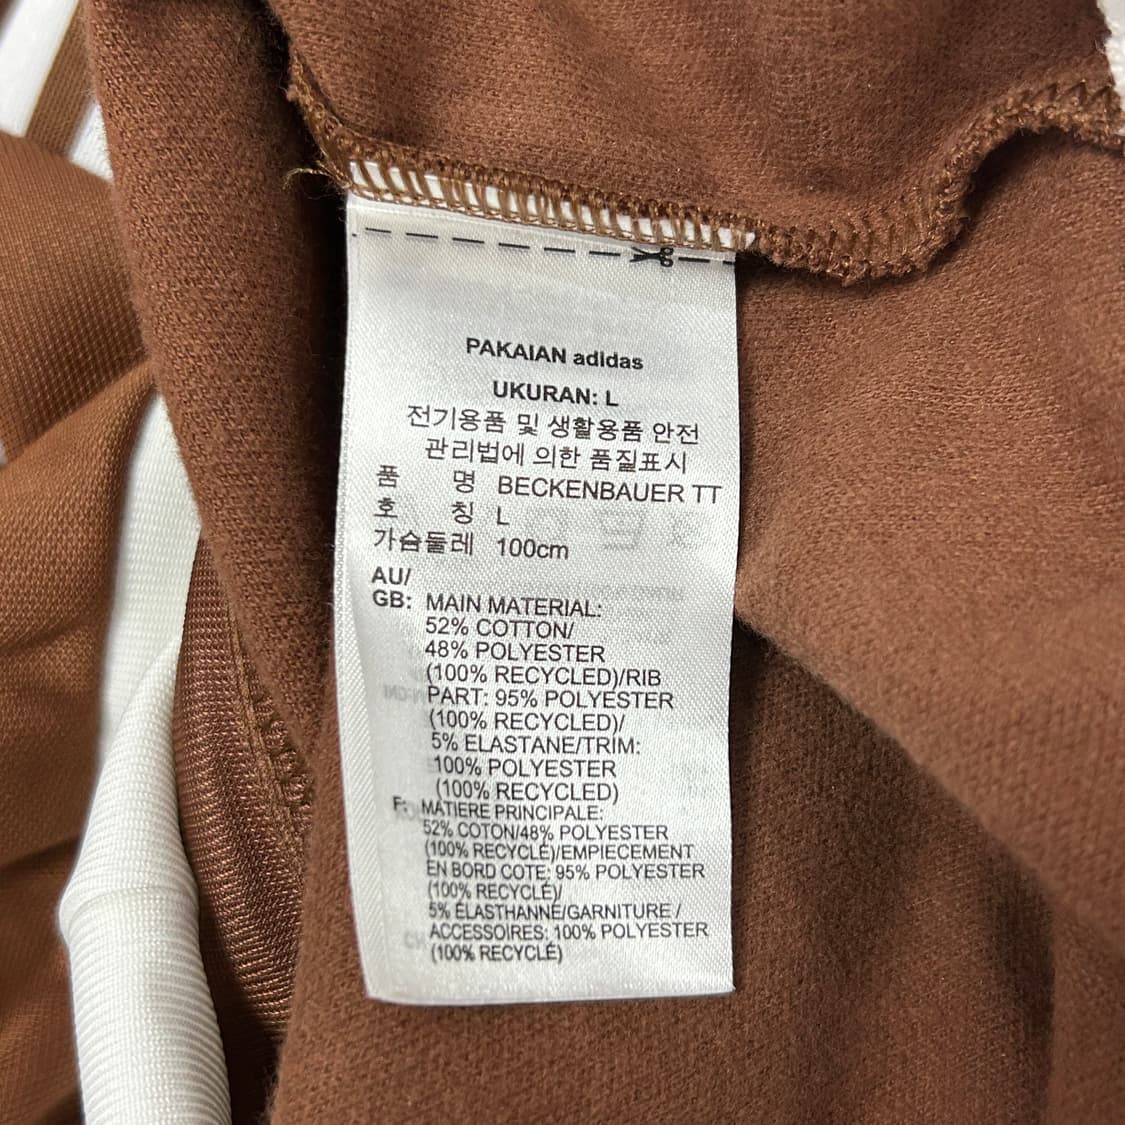 PAKAIAN adidas
UKURAN: L
전기용품 및 생활용품 안전
관리법에 의한 품질표시
품 명 BECKENBAUER TT
호 칭 L
가슴둘레 100cm
AU/
GB: MAIN MATERIAL:
52% COTTON/
48% POLYESTER
(100% RECYCLED)/RIB
PART: 95% POLYESTER
(100% RECYCLED)/
5% ELASTANE/TRIM:
100% POLYESTER
(100% RECYCLED)
F: MATIERE PRINCIPALE:
52% COTON/48% POLYESTER
(100% RECYCLÉ)/EMPIECEMENT
EN BORD COTE: 95% POLYESTER
(100% RECYCLÉ)/
5% ÉLASTHANNE/GARNITURE /
ACCESSOIRES: 100% POLYESTER
(100% RECYCLÉ)